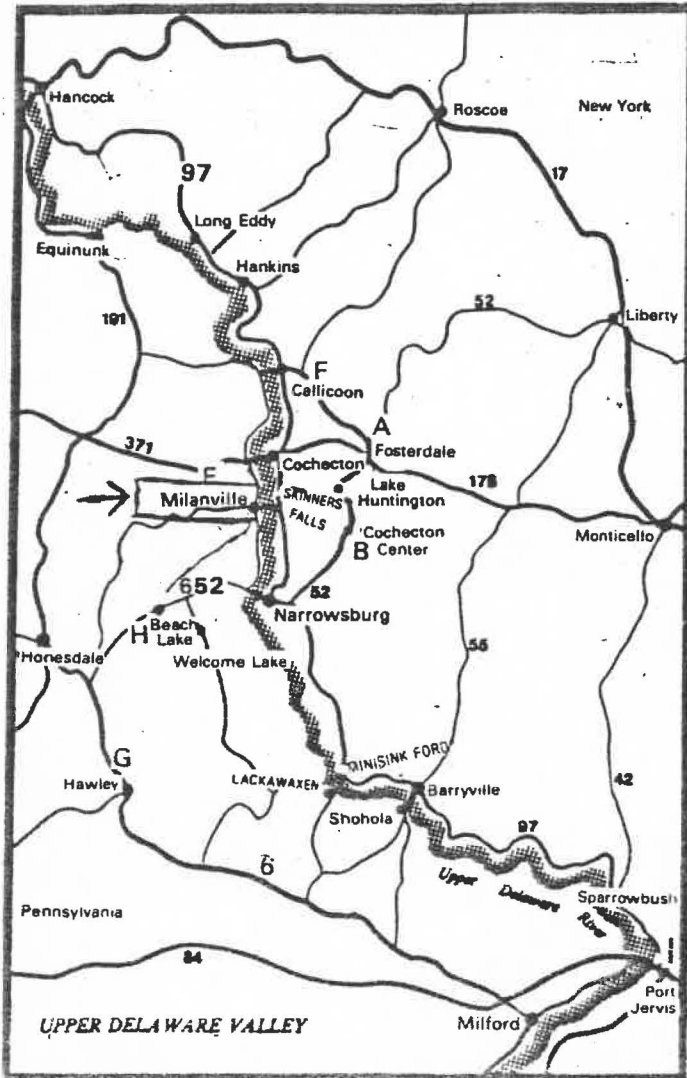 Hancock
Roscoe
New York
97
17
Long Eddy
Equinunk
Hankins
191
52
Liberty
F
Callicoon
A
371
Fosterdale
E
Cochecton
Lake
Huntington
17B
Milanville
SKINNERS
FALLS
Cochecton
Center
B
Monticello
652
52
Narrowsburg
H
Beach
Lake
55
Honesdale
Welcome Lake
MINISINK FORD
G
42
Hawley
LACKAWAXEN
Barryville
Shohola
97
6
Upper Delaware River
Sparrowbush
Pennsylvania
84
I
Port
Jervis
Milford
UPPER DELAWARE VALLEY